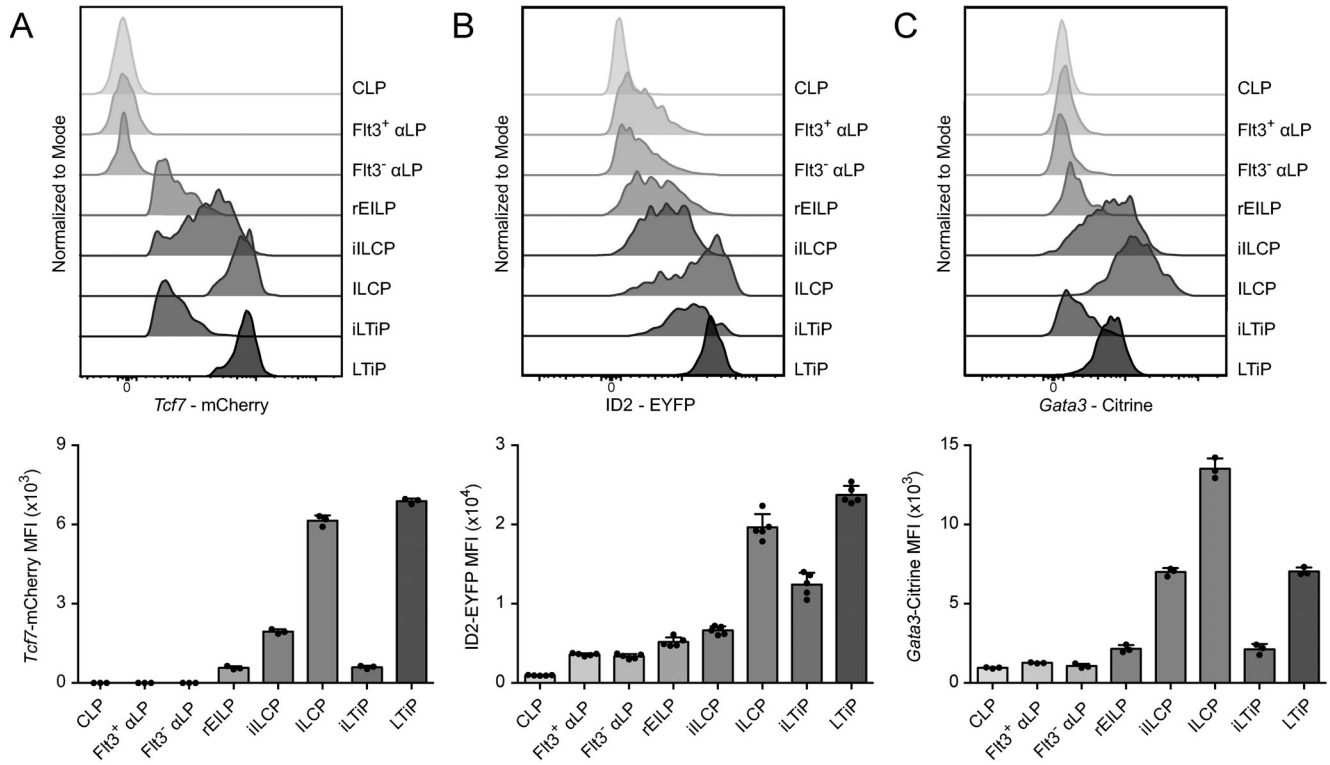 A
Normalized to Mode
CLP
Flt3+ αLP
Flt3- αLP
rEILP
iILCP
ILCP
iLTiP
LTiP
0
Tcf7 - mCherry
B
Normalized to Mode
CLP
Flt3+ αLP
Flt3- αLP
rEILP
iILCP
ILCP
iLTiP
LTiP
0
ID2 - EYFP
C
Normalized to Mode
CLP
Flt3+ αLP
Flt3- αLP
rEILP
iILCP
ILCP
iLTiP
LTiP
0
Gata3 - Citrine
Tcf7-mCherry MFI (x10³)
9
6
3
0
CLP
Flt3+ αLP
Flt3- αLP
rEILP
iILCP
ILCP
iLTiP
LTiP
ID2-EYFP MFI (x10⁴)
3
2
1
0
CLP
Flt3+ αLP
Flt3- αLP
rEILP
iILCP
ILCP
iLTiP
LTiP
Gata3-Citrine MFI (x10³)
15
10
5
0
CLP
Flt3+ αLP
Flt3- αLP
rEILP
iILCP
ILCP
iLTiP
LTiP